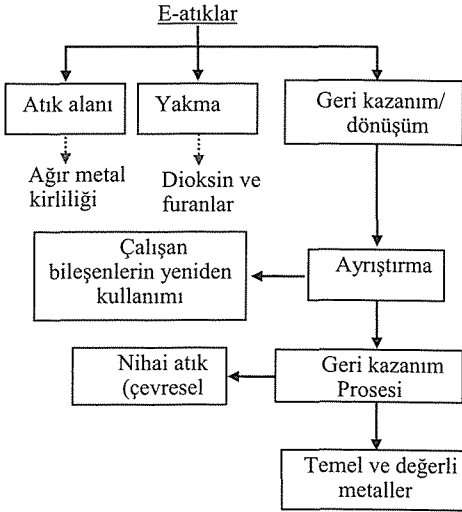 E-atıklar
Atık alanı
Yakma
Geri kazanım/
dönüşüm
Ağır metal
kirliliği
Dioksin ve
furanlar
Çalışan
bileşenlerin yeniden
kullanımı
Ayrıştırma
Nihai atık
(çevresel
Geri kazanım
Prosesi
Temel ve değerli
metaller